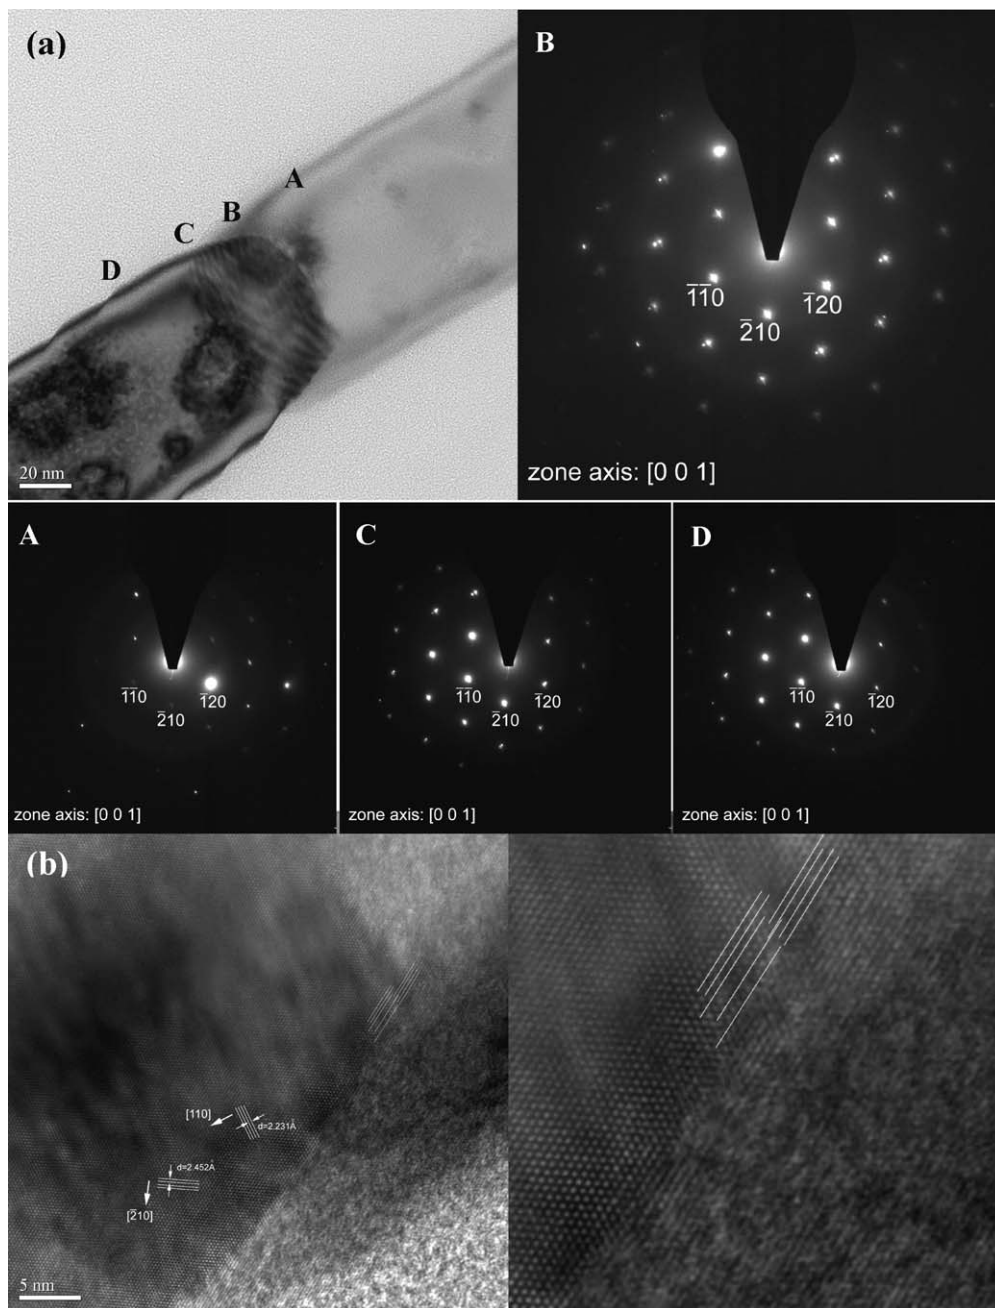 (a)
A
B
C
D
20 nm
B
1̅1̅0
2̅10
1̅20
zone axis: [0 0 1]
A
1̅1̅0
2̅10
1̅20
zone axis: [0 0 1]
C
1̅1̅0
2̅10
1̅20
zone axis: [0 0 1]
D
1̅1̅0
2̅10
1̅20
zone axis: [0 0 1]
(b)
[110]
d=2.231Å
d=2.452Å
[2̅10]
5 nm